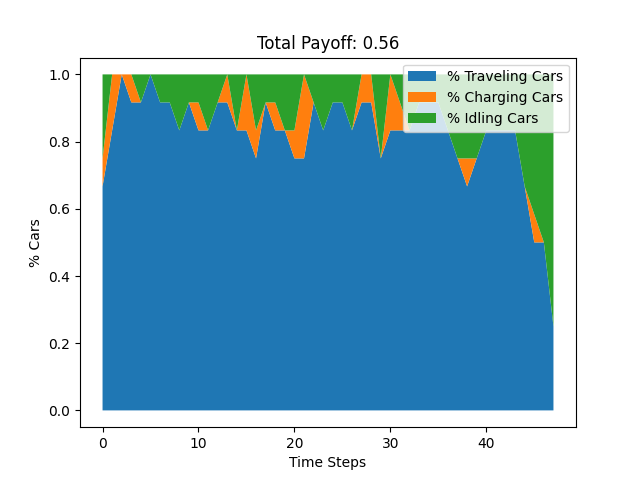 Total Payoff: 0.56
% Traveling Cars
% Charging Cars
% Idling Cars
1.0
0.8
0.6
0.4
0.2
0.0
% Cars
0 10 20 30 40
Time Steps